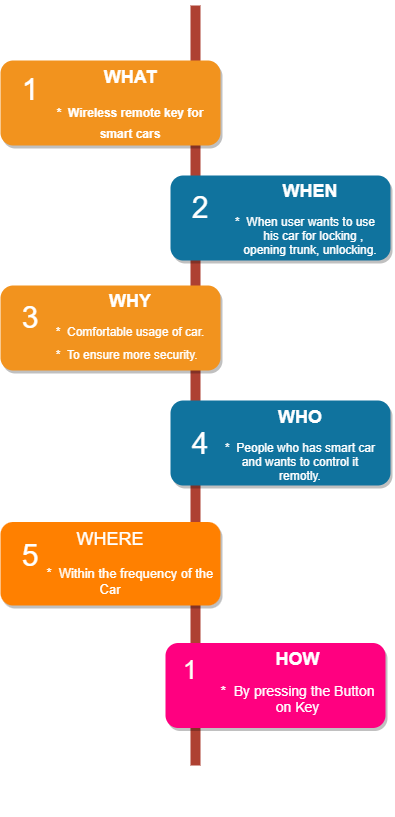 1
WHAT
* Wireless remote key for
smart cars
2
WHEN
* When user wants to use
his car for locking ,
opening trunk, unlocking.
3
WHY
* Comfortable usage of car.
* To ensure more security.
4
WHO
* People who has smart car
and wants to control it
remotly.
5
WHERE
* Within the frequency of the
Car
1
HOW
* By pressing the Button
on Key